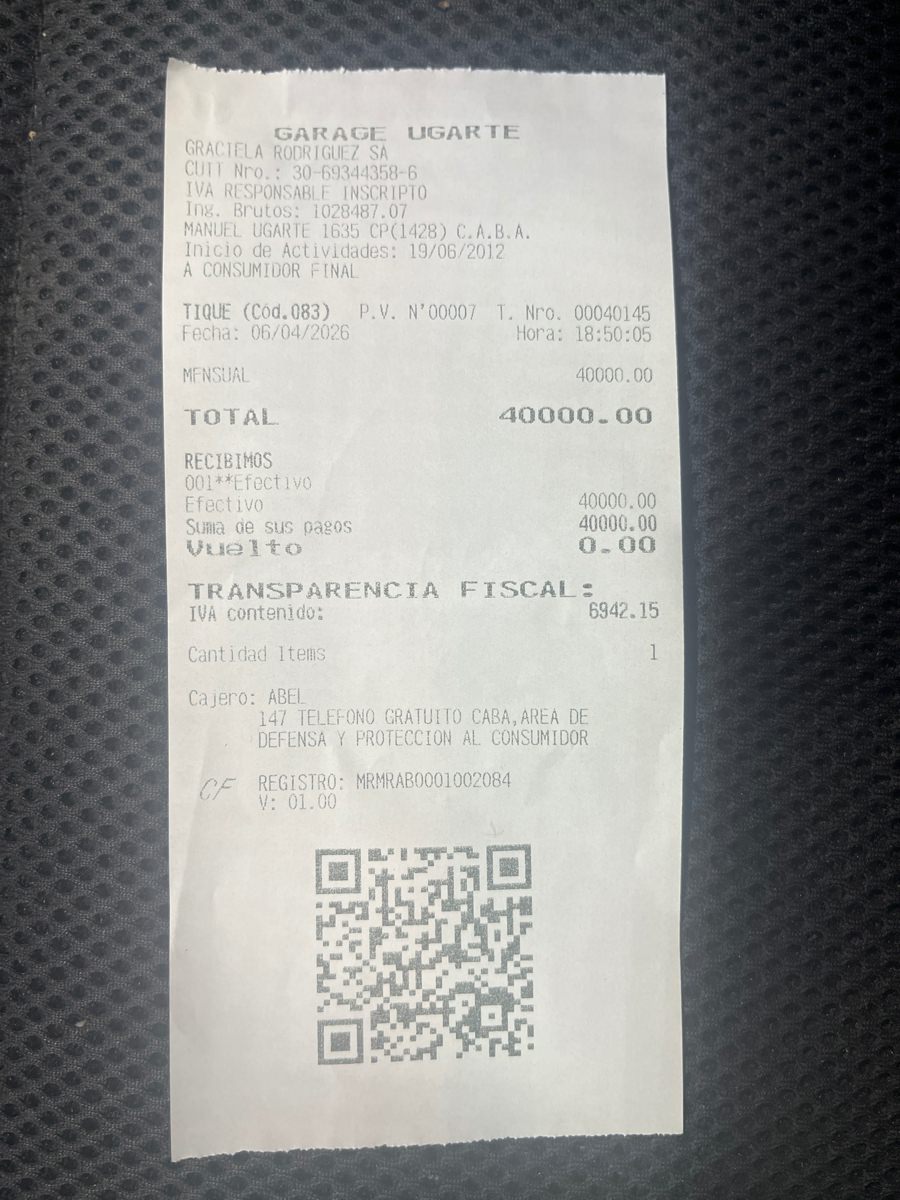 GARAGE UGARTE
GRACIELA RODRIGUEZ SA
CUIT Nro.: 30-69344358-6
IVA RESPONSABLE INSCRIPTO
Ing. Brutos: 1028487.07
MANUEL UGARTE 1635 CP(1428) C.A.B.A.
Inicio de Actividades: 19/06/2012
A CONSUMIDOR FINAL
TIQUE (Cód.083) P.V. N'00007 T. Nro. 00040145
Fecha: 06/04/2026 Hora: 18:50:05
MENSUAL 40000.00
TOTAL 40000.00
RECIBIMOS
001**Efectivo
Efectivo 40000.00
Suma de sus pagos 40000.00
Vuelto 0.00
TRANSPARENCIA FISCAL:
IVA contenido: 6942.15
Cantidad Items 1
Cajero: ABEL
147 TELEFONO GRATUITO CABA,AREA DE
DEFENSA Y PROTECCION AL CONSUMIDOR
CF REGISTRO: MRMRAB0001002084
V: 01.00